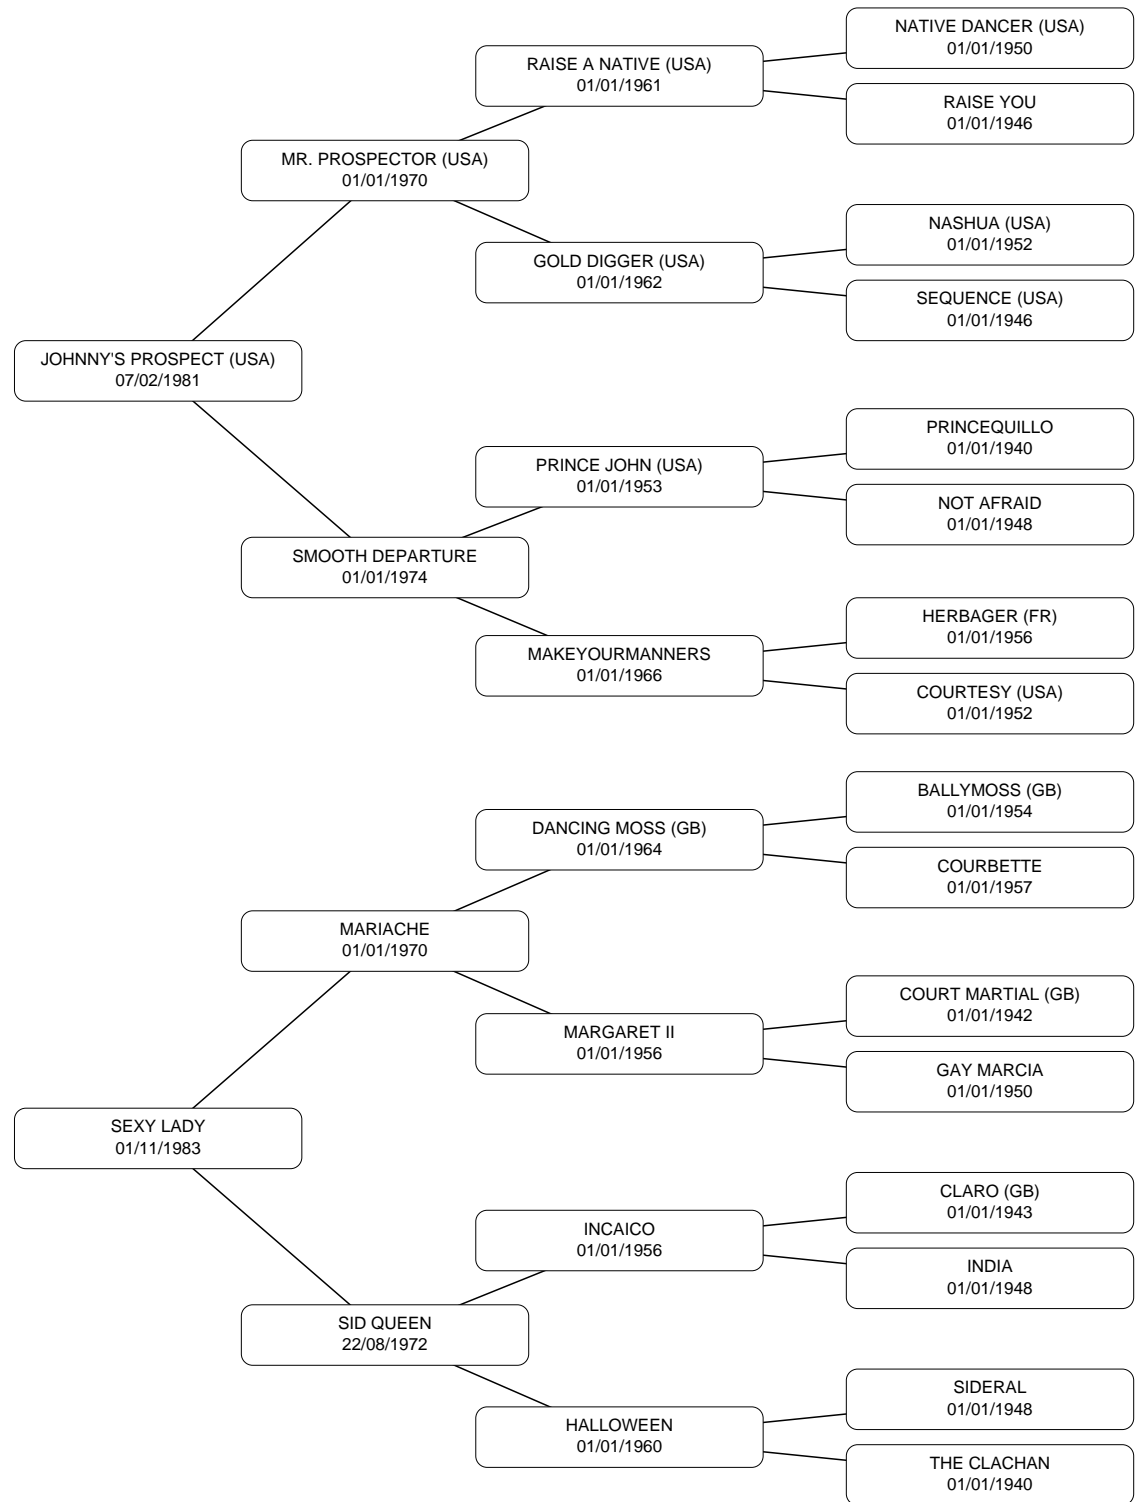 NATIVE DANCER (USA)
01/01/1950
RAISE A NATIVE (USA)
01/01/1961
RAISE YOU
01/01/1946
MR. PROSPECTOR (USA)
01/01/1970
NASHUA (USA)
01/01/1952
GOLD DIGGER (USA)
01/01/1962
SEQUENCE (USA)
01/01/1946
JOHNNY'S PROSPECT (USA)
07/02/1981
PRINCEQUILLO
01/01/1940
PRINCE JOHN (USA)
01/01/1953
NOT AFRAID
01/01/1948
SMOOTH DEPARTURE
01/01/1974
HERBAGER (FR)
01/01/1956
MAKEYOURMANNERS
01/01/1966
COURTESY (USA)
01/01/1952
BALLYMOSS (GB)
01/01/1954
DANCING MOSS (GB)
01/01/1964
COURBETTE
01/01/1957
MARIACHE
01/01/1970
COURT MARTIAL (GB)
01/01/1942
MARGARET II
01/01/1956
GAY MARCIA
01/01/1950
SEXY LADY
01/11/1983
CLARO (GB)
01/01/1943
INCAICO
01/01/1956
INDIA
01/01/1948
SID QUEEN
22/08/1972
SIDERAL
01/01/1948
HALLOWEEN
01/01/1960
THE CLACHAN
01/01/1940